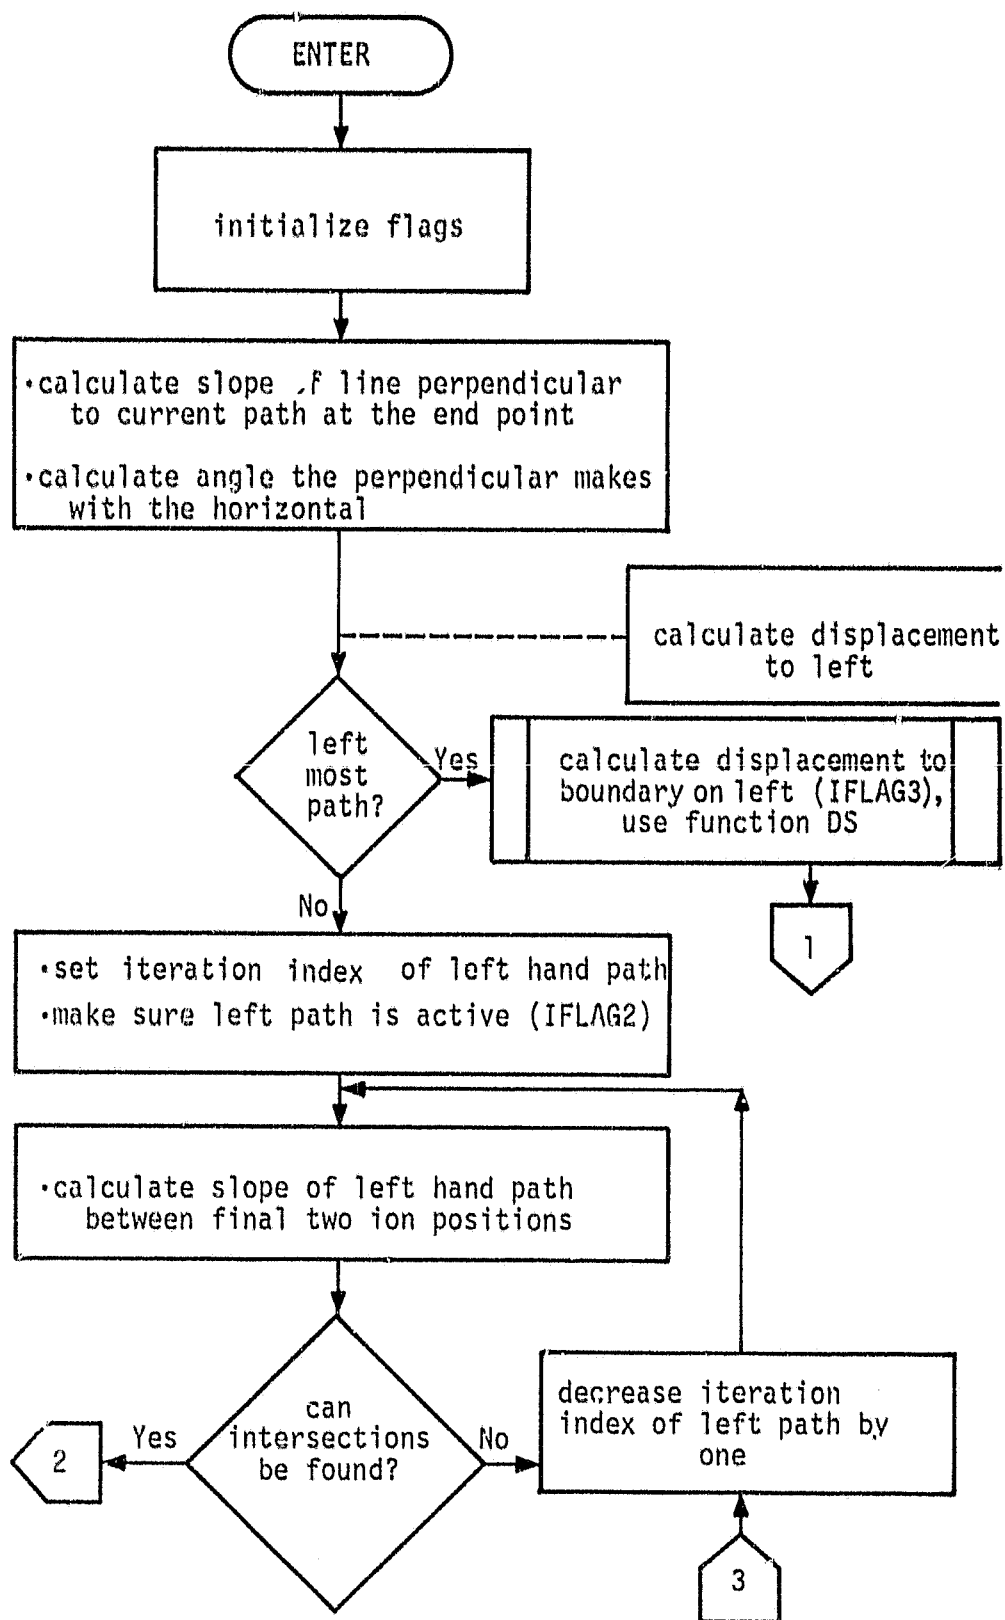 ENTER
initialize flags
•calculate slope .f line perpendicular
to current path at the end point
•calculate angle the perpendicular makes
with the horizontal
calculate displacement
to left
left
most
path?
Yes
calculate displacement to
boundary on left (IFLAG3),
use function DS
1
No
•set iteration index of left hand path
•make sure left path is active (IFLAG2)
•calculate slope of left hand path
between final two ion positions
can
intersections
be found?
Yes
2
No
decrease iteration
index of left path by
one
3